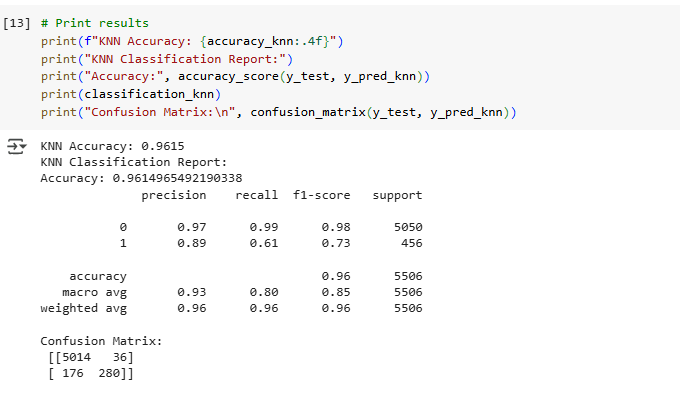 [13] # Print results
print(f"KNN Accuracy: {accuracy_knn:.4f}")
print("KNN Classification Report:")
print("Accuracy:", accuracy_score(y_test, y_pred_knn))
print(classification_knn)
print("Confusion Matrix:\n", confusion_matrix(y_test, y_pred_knn))
KNN Accuracy: 0.9615
KNN Classification Report:
Accuracy: 0.9614965492190338
precision recall f1-score support
0 0.97 0.99 0.98 5050
1 0.89 0.61 0.73 456
accuracy 0.96 5506
macro avg 0.93 0.80 0.85 5506
weighted avg 0.96 0.96 0.96 5506
Confusion Matrix:
[[5014 36]
[ 176 280]]